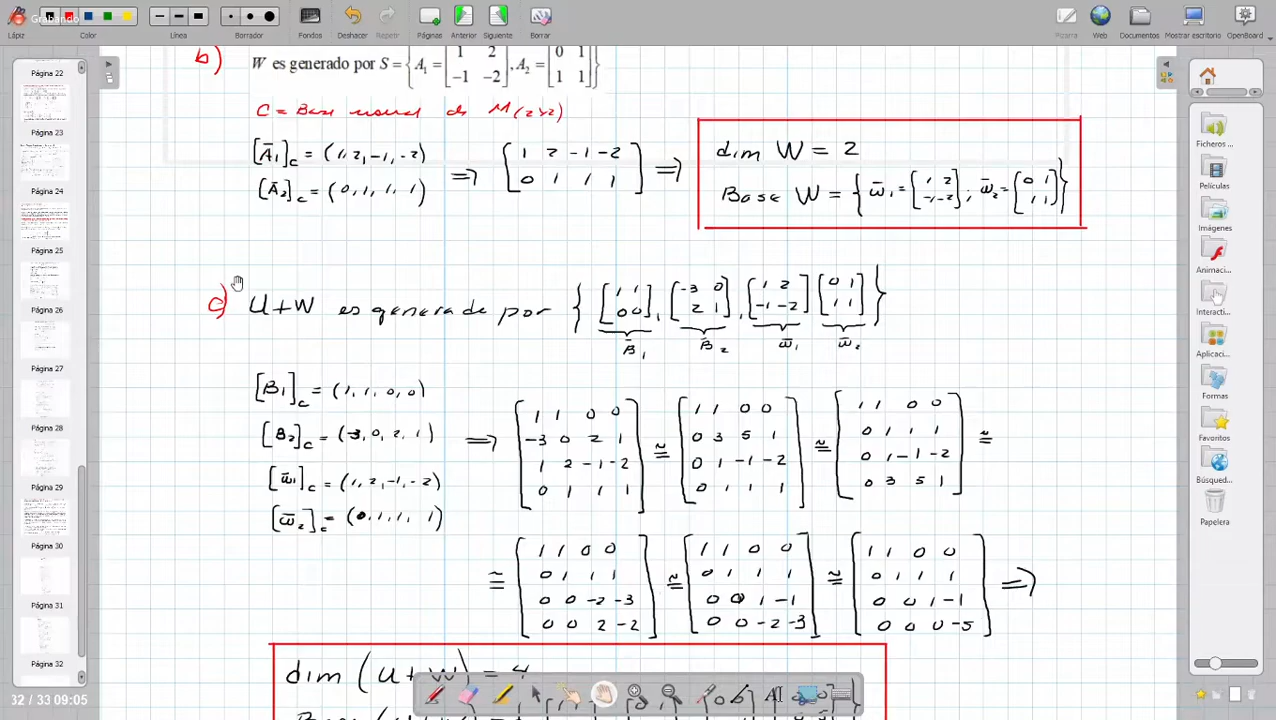 Grabando
Lápiz Color Línea Borrador Fondos Deshacer Repetir Páginas Anterior Siguiente Borrar Pizarra Web Documentos Mostrar escritorio OpenBoard
b)
W es generado por S = { A₁ = [1 2; -1 -2], A₂ = [0 1; 1 1] }
C = Base usual de M(2x2)
[Ā₁]c = (1, 2, -1, -2)
[Ā₂]c = (0, 1, 1, 1)
⇒ [1 2 -1 -2; 0 1 1 1] ⇒
dim W = 2
Base W = { w̄₁ = [1 2; -1 -2]; w̄₂ = [0 1; 1 1] }
c) U+W es generado por { [1 1; 0 0], [-3 0; 2 1], [1 2; -1 -2] [0 1; 1 1] }
B̄₁ B̄₂ w̄₁ w̄₂
[B₁]c = (1, 1, 0, 0)
[B₂]c = (-3, 0, 2, 1)
[w̄₁]c = (1, 2, -1, -2)
[w̄₂]c = (0, 1, 1, 1)
⇒ [1 1 0 0; -3 0 2 1; 1 2 -1 -2; 0 1 1 1] ≅ [1 1 0 0; 0 3 5 1; 0 1 -1 -2; 0 1 1 1] ≅ [1 1 0 0; 0 1 1 1; 0 1 -1 -2; 0 3 5 1] ≅
≅ [1 1 0 0; 0 1 1 1; 0 0 -2 -3; 0 0 2 -2] ≅ [1 1 0 0; 0 1 1 1; 0 0 1 -1; 0 0 -2 -3] ≅ [1 1 0 0; 0 1 1 1; 0 0 1 -1; 0 0 0 -5] ⇒
dim (U+W) = 4
Página 22
Página 23
Página 24
Página 25
Página 26
Página 27
Página 28
Página 29
Página 30
Página 31
Página 32
32 / 33 09:05
Ficheros ...
Películas
Imágenes
Animaci...
Interacti...
Aplicaci...
Formas
Favoritos
Búsqued...
Papelera